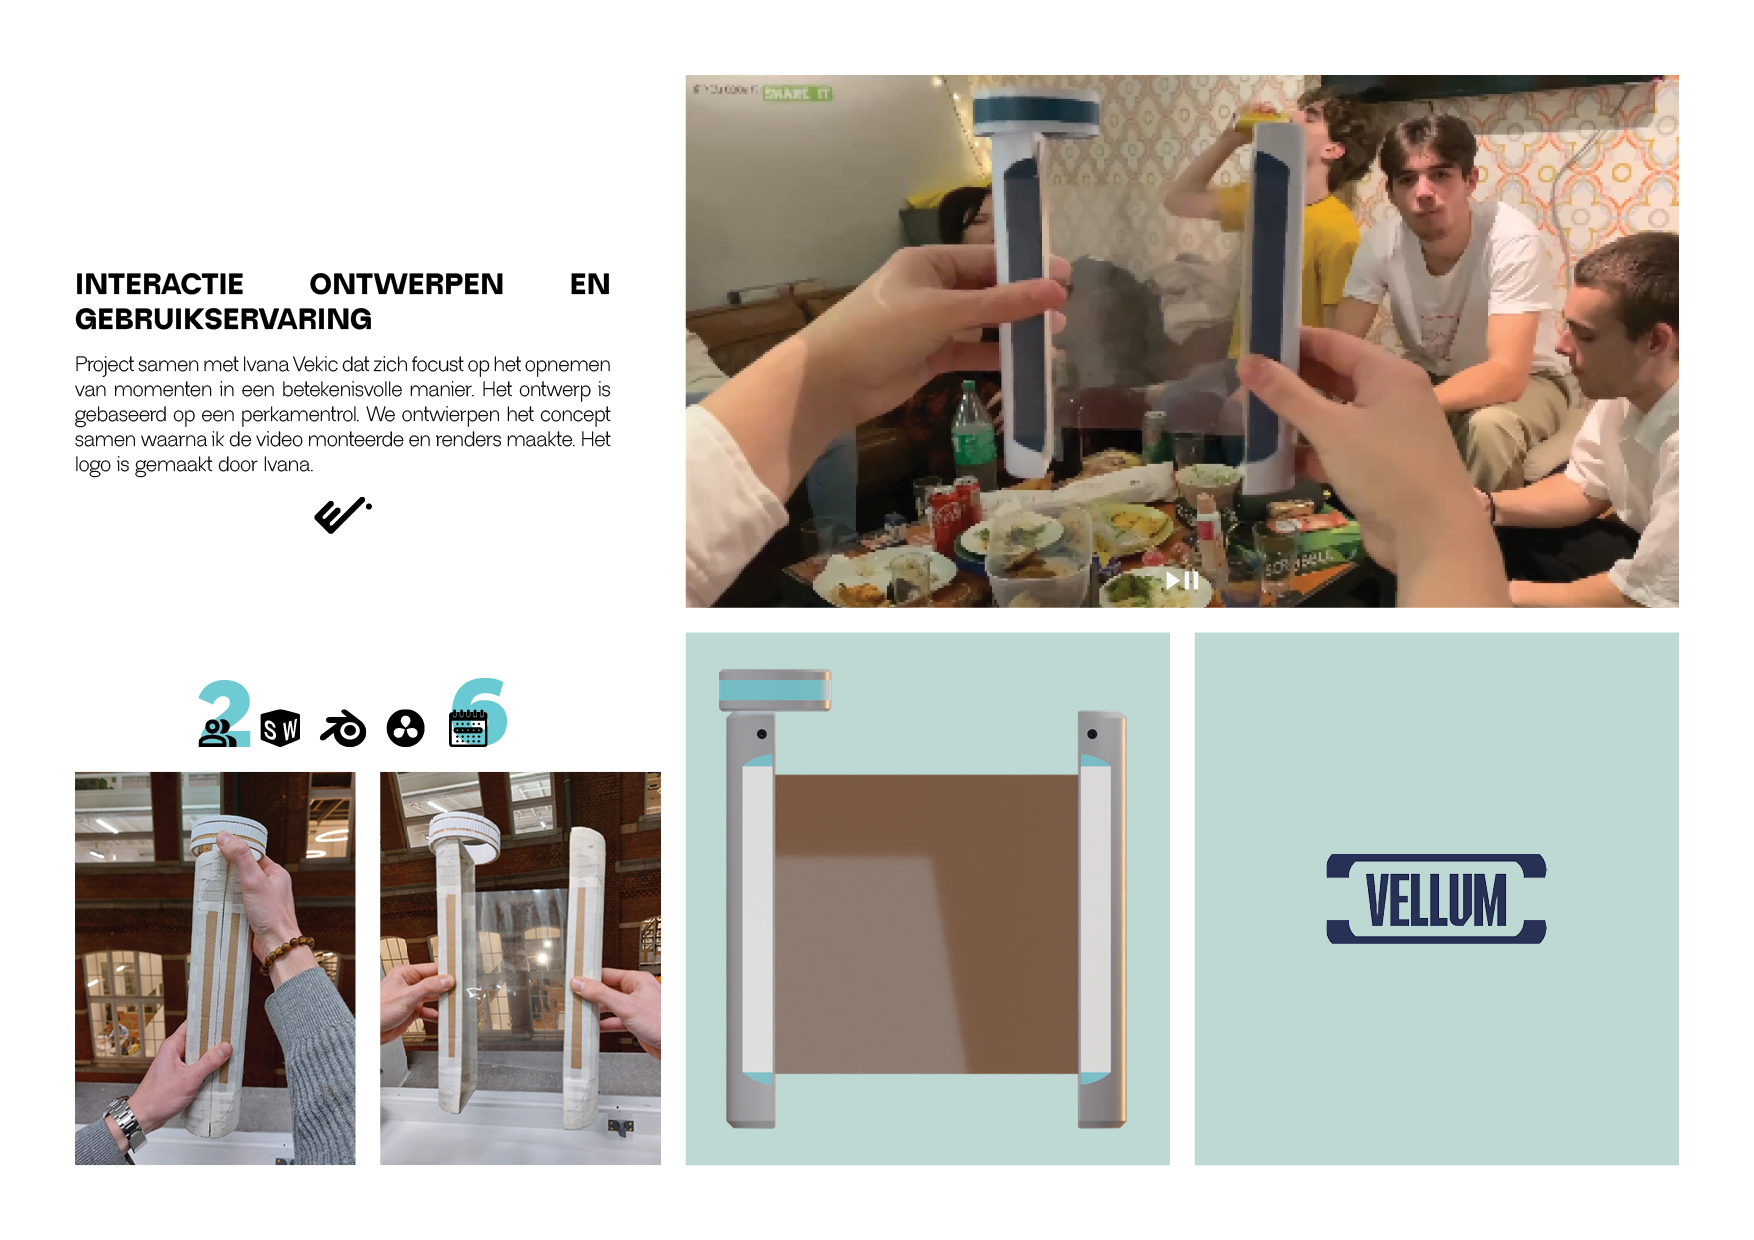 SHARE IT
INTERACTIE ONTWERPEN EN
GEBRUIKSERVARING
Project samen met Ivana Vekic dat zich focust op het opnemen
van momenten in een betekenisvolle manier. Het ontwerp is
gebaseerd op een perkamentrol. We ontwierpen het concept
samen waarna ik de video monteerde en renders maakte. Het
logo is gemaakt door Ivana.
SCRABBLE
2
SW
6
VELLUM